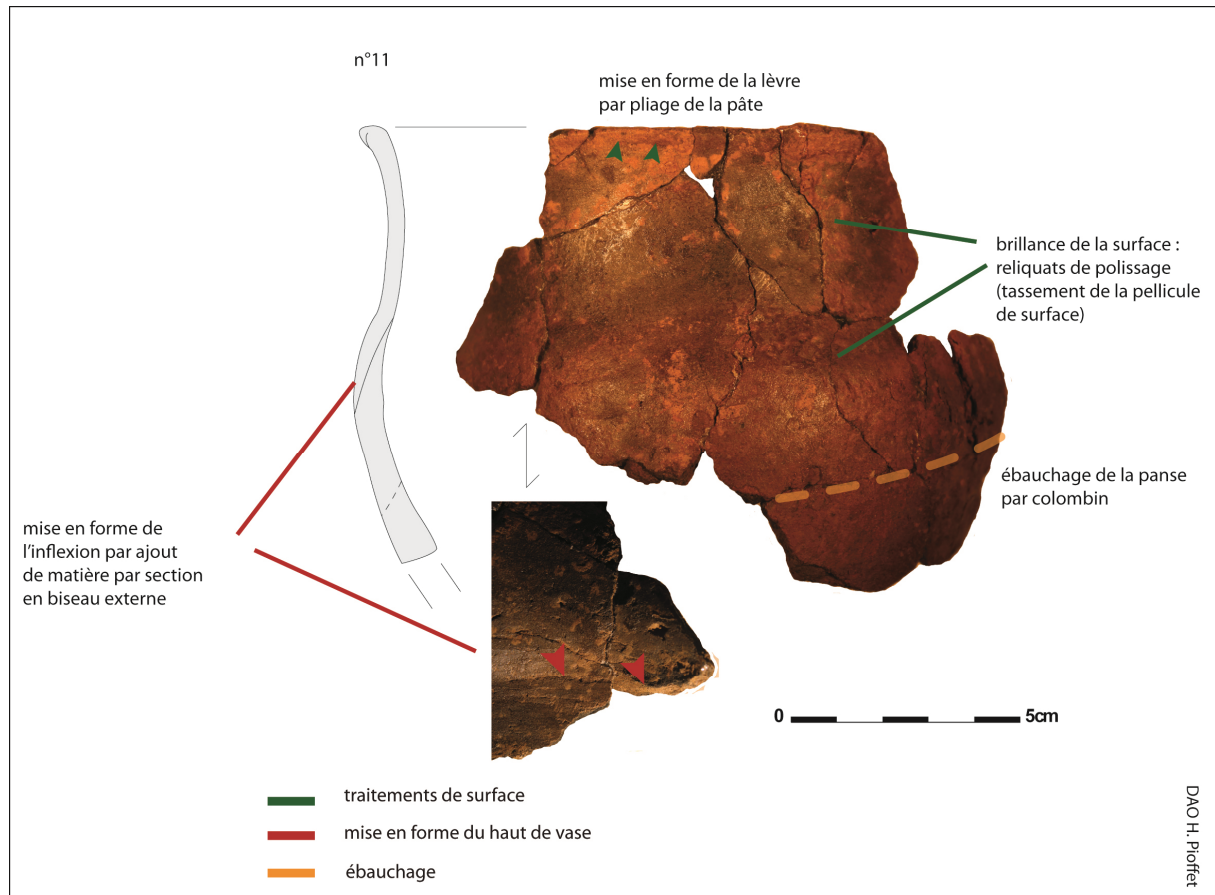 n°11
mise en forme de la lèvre
par pliage de la pâte
brillance de la surface :
reliquats de polissage
(tassement de la pellicule
de surface)
ébauchage de la panse
par colombin
mise en forme de
l'inflexion par ajout
de matière par section
en biseau externe
0
5cm
traitements de surface
mise en forme du haut de vase
ébauchage
DAO H. Pioffet